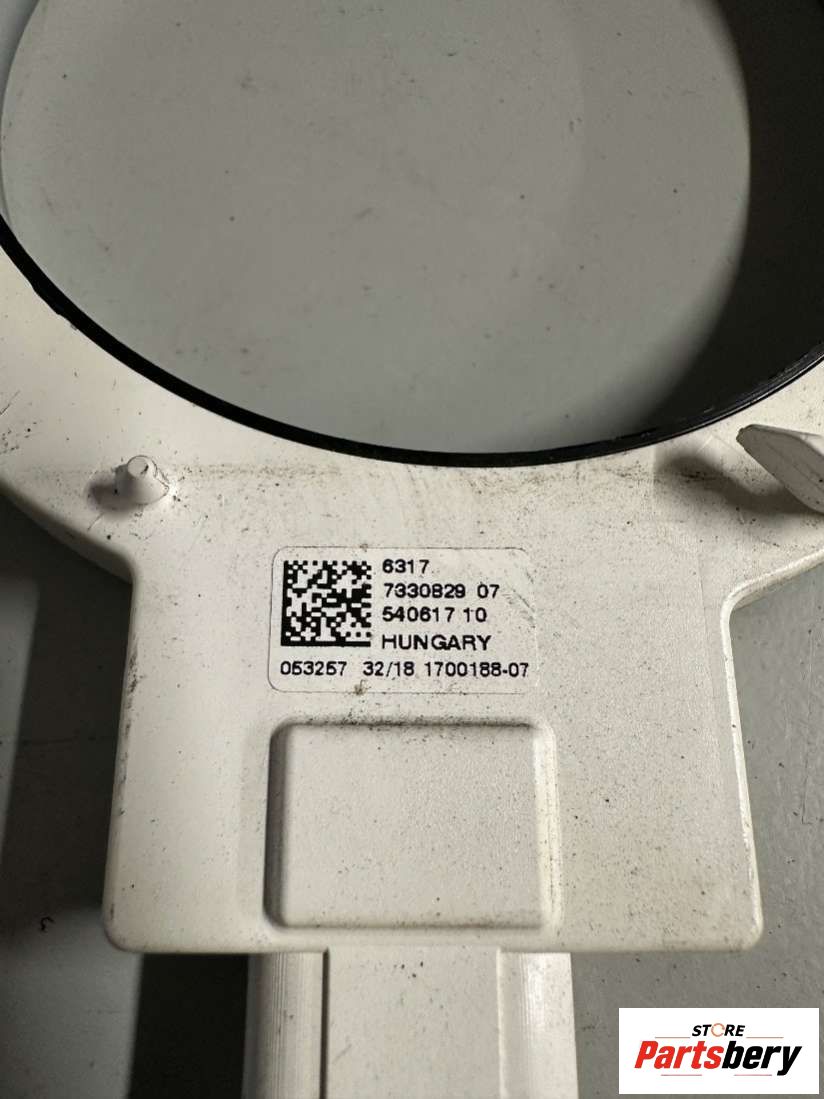 6317
7330829 07
540617 10
HUNGARY
053257 32/18 1700188-07
STORE
Partsbery